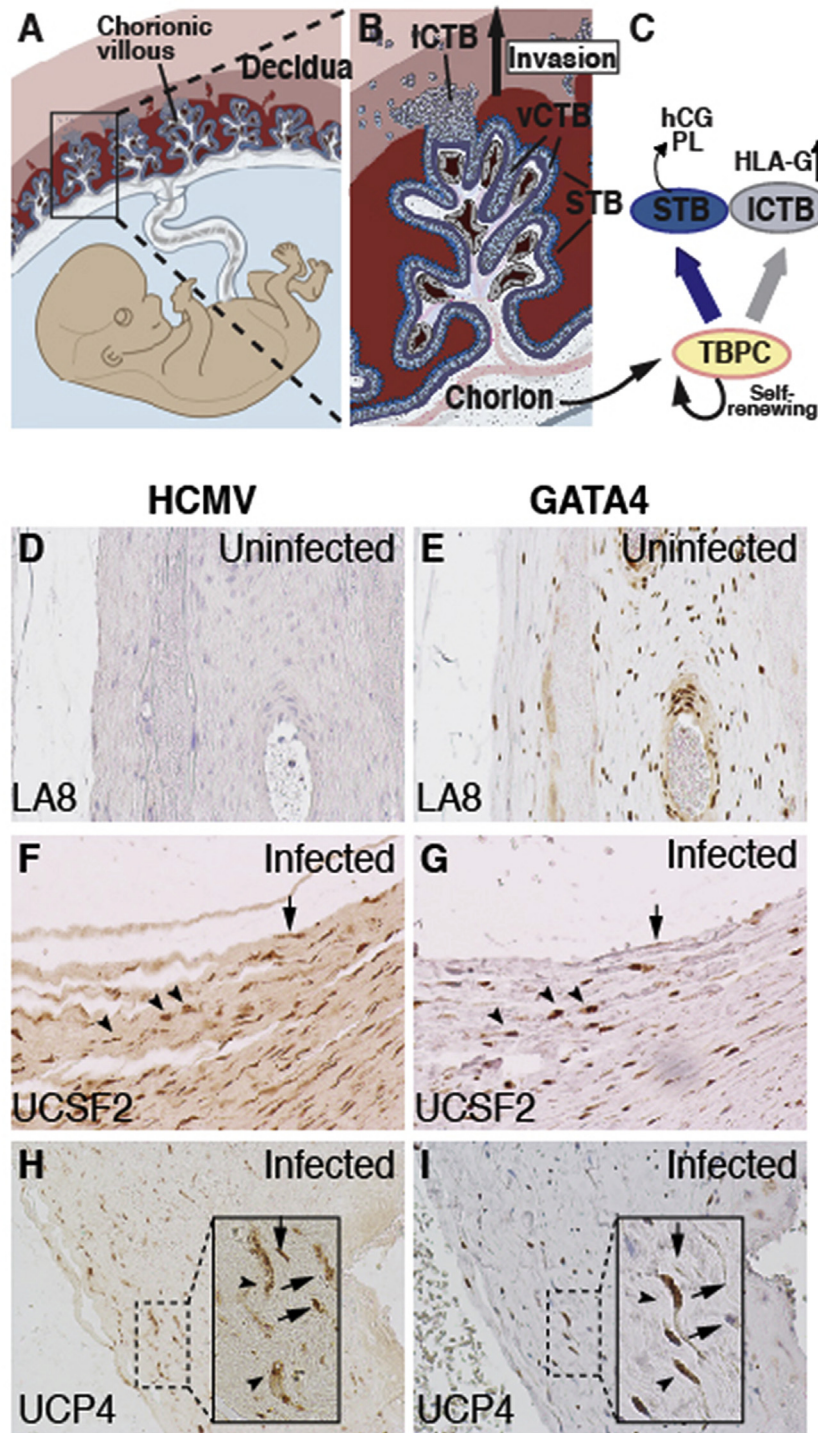 A
Chorionic
villous
Decidua
B
iCTB
Invasion
vCTB
STB
Chorion
C
hCG
PL
HLA-G
STB
ICTB
TBPC
Self-
renewing
HCMV
GATA4
D
Uninfected
LA8
E
Uninfected
LA8
F
Infected
UCSF2
G
Infected
UCSF2
H
Infected
UCP4
I
Infected
UCP4